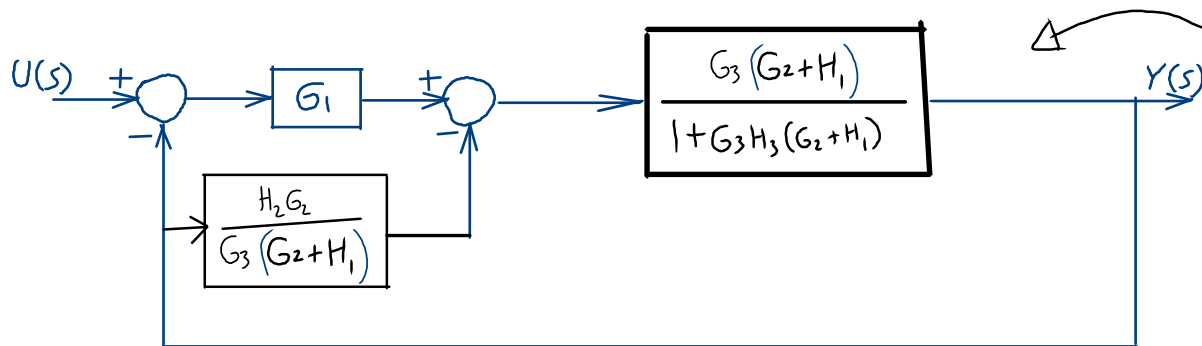 U(s)
+
−
G1
+
−
G3(G2+H1)
1+G3H3(G2+H1)
Y(s)
H2G2
G3(G2+H1)